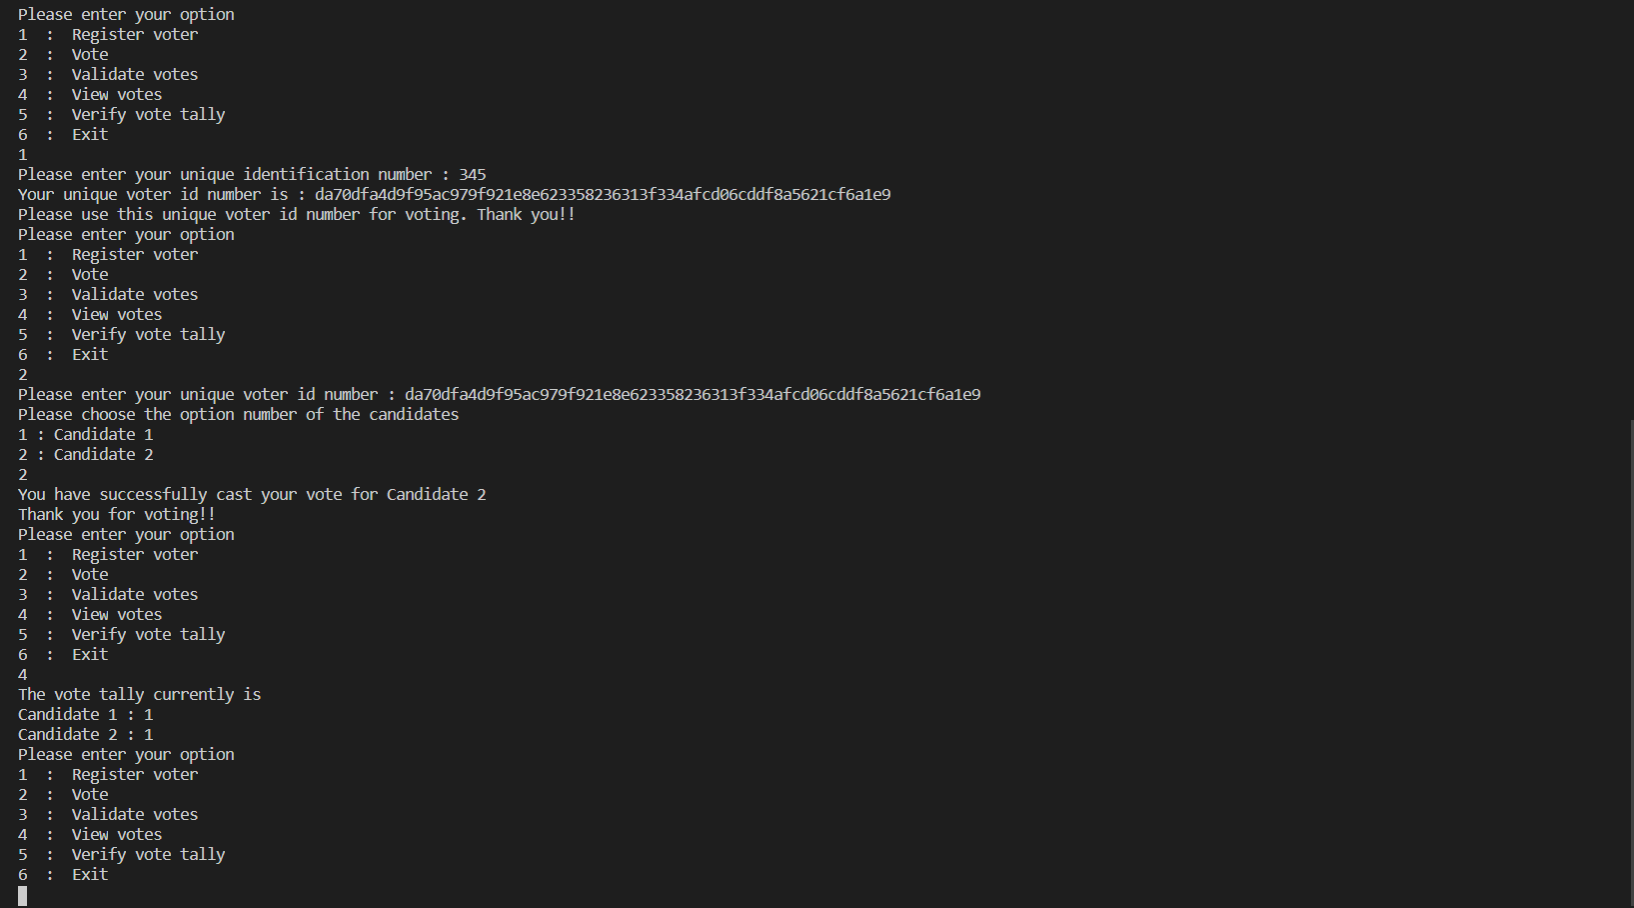 Please enter your option
1  :  Register voter
2  :  Vote
3  :  Validate votes
4  :  View votes
5  :  Verify vote tally
6  :  Exit
1
Please enter your unique identification number : 345
Your unique voter id number is : da70dfa4d9f95ac979f921e8e623358236313f334afcd06cddf8a5621cf6a1e9
Please use this unique voter id number for voting. Thank you!!
Please enter your option
1  :  Register voter
2  :  Vote
3  :  Validate votes
4  :  View votes
5  :  Verify vote tally
6  :  Exit
2
Please enter your unique voter id number : da70dfa4d9f95ac979f921e8e623358236313f334afcd06cddf8a5621cf6a1e9
Please choose the option number of the candidates
1 : Candidate 1
2 : Candidate 2
2
You have successfully cast your vote for Candidate 2
Thank you for voting!!
Please enter your option
1  :  Register voter
2  :  Vote
3  :  Validate votes
4  :  View votes
5  :  Verify vote tally
6  :  Exit
4
The vote tally currently is
Candidate 1 : 1
Candidate 2 : 1
Please enter your option
1  :  Register voter
2  :  Vote
3  :  Validate votes
4  :  View votes
5  :  Verify vote tally
6  :  Exit